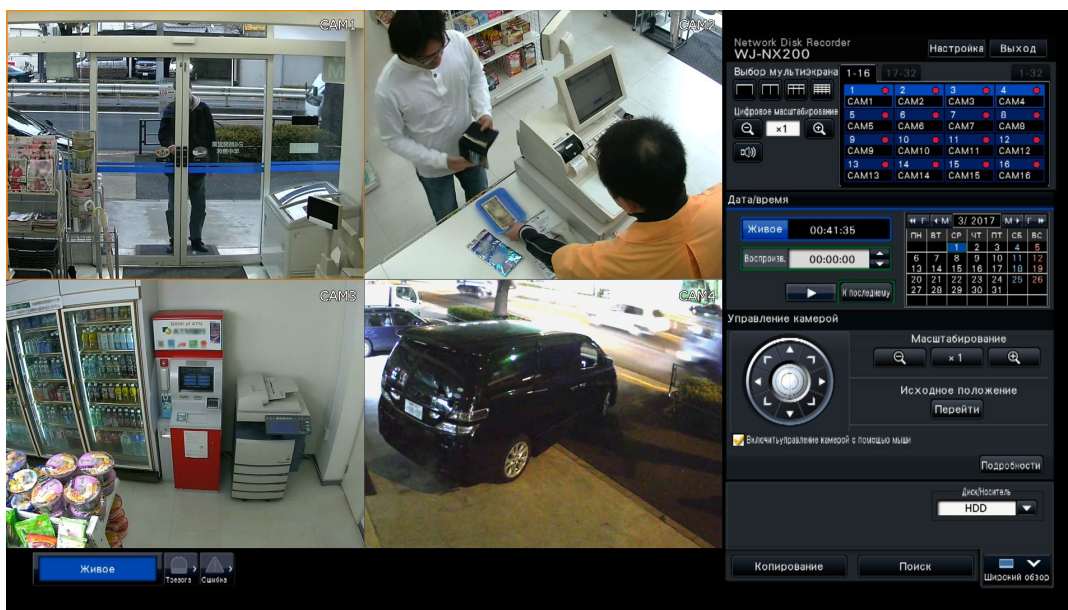 CAM1
CAM2
CAM3
BANK of ATM
ATM
CAM4
Живое
Тревога
Ошибка
Network Disk Recorder
WJ-NX200
Настройка
Выход
Выбор мультиэкрана
1-16
17-32
1-32
Цифровое масштабирование
×1
1 2 3 4
CAM1 CAM2 CAM3 CAM4
5 6 7 8
CAM5 CAM6 CAM7 CAM8
9 10 11 12
CAM9 CAM10 CAM11 CAM12
13 14 15 16
CAM13 CAM14 CAM15 CAM16
Дата/время
Живое 00:41:35
Воспроизв. 00:00:00
К последнему
Г М 3/ 2017 М Г
ПН ВТ СР ЧТ ПТ СБ ВС
1 2 3 4 5
6 7 8 9 10 11 12
13 14 15 16 17 18 19
20 21 22 23 24 25 26
27 28 29 30 31
Управление камерой
Масштабирование
×1
Исходное положение
Перейти
Включитьуправление камерой с помощью мыши
Подробности
Диск/Носитель
HDD
Копирование
Поиск
Широкий обзор